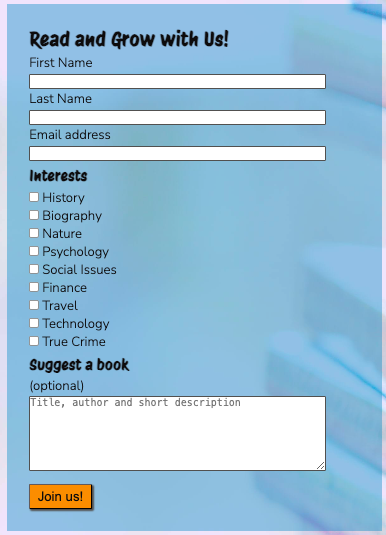 Read and Grow with Us!
First Name
Last Name
Email address
Interests
History
Biography
Nature
Psychology
Social Issues
Finance
Travel
Technology
True Crime
Suggest a book
(optional)
Title, author and short description
Join us!